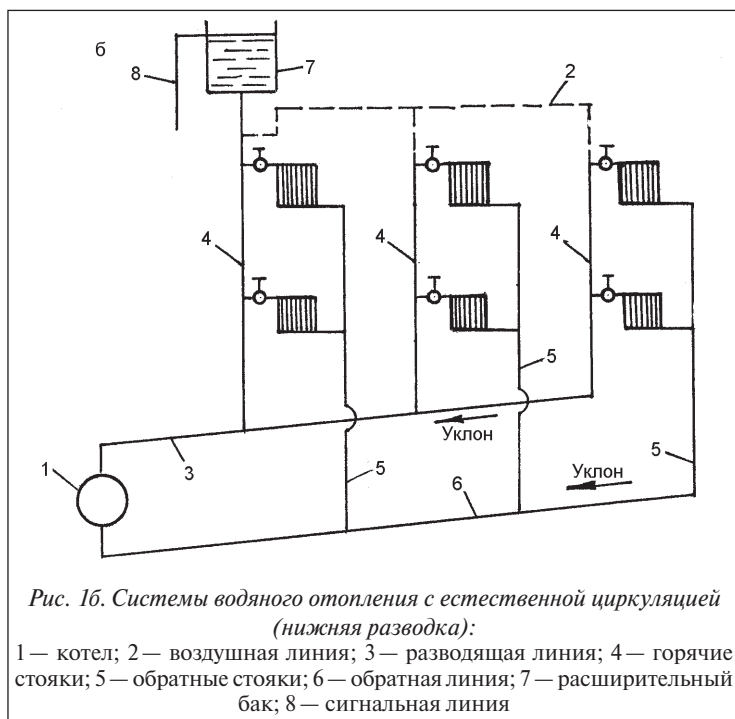 б
8
7
2
4
4
4
5
Уклон
3
Уклон
1
5
6
5
Рис. 1б. Системы водяного отопления с естественной циркуляцией
(нижняя разводка):
1 — котел; 2 — воздушная линия; 3 — разводящая линия; 4 — горячие
стояки; 5 — обратные стояки; 6 — обратная линия; 7 — расширительный
бак; 8 — сигнальная линия